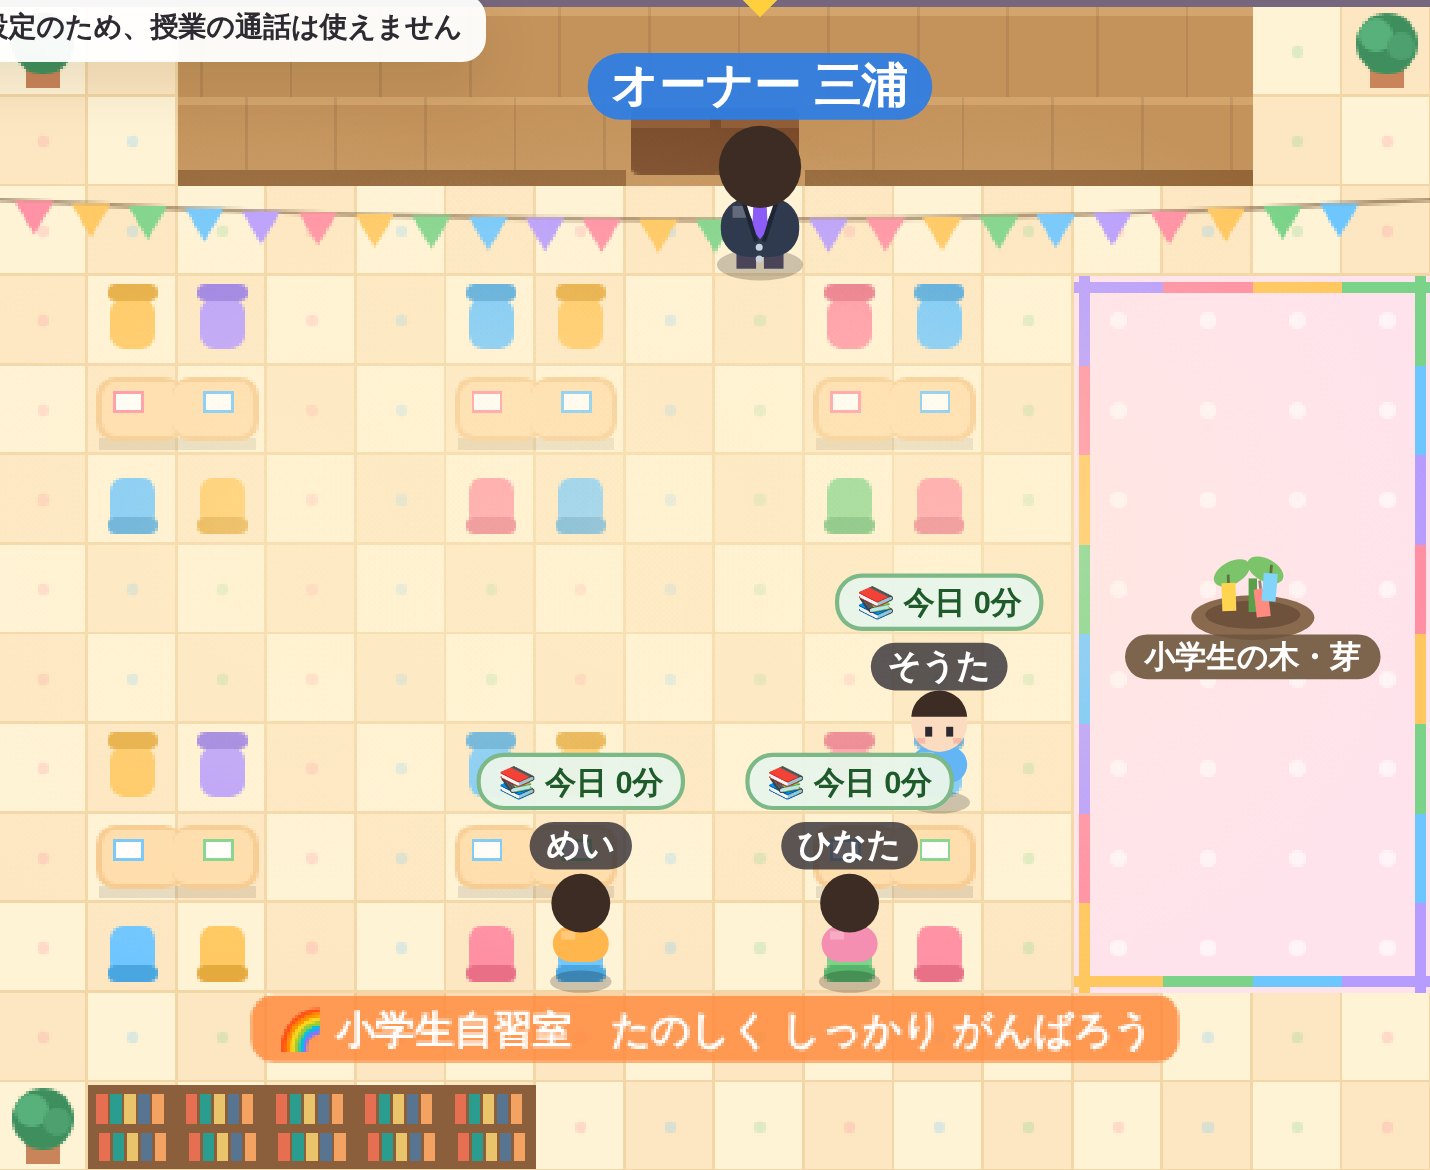 設定のため、授業の通話は使えません
オーナー 三浦
今日 0分
そうた
小学生の木・芽
今日 0分
今日 0分
めい
ひなた
小学生自習室 たのしく しっかり がんばろう